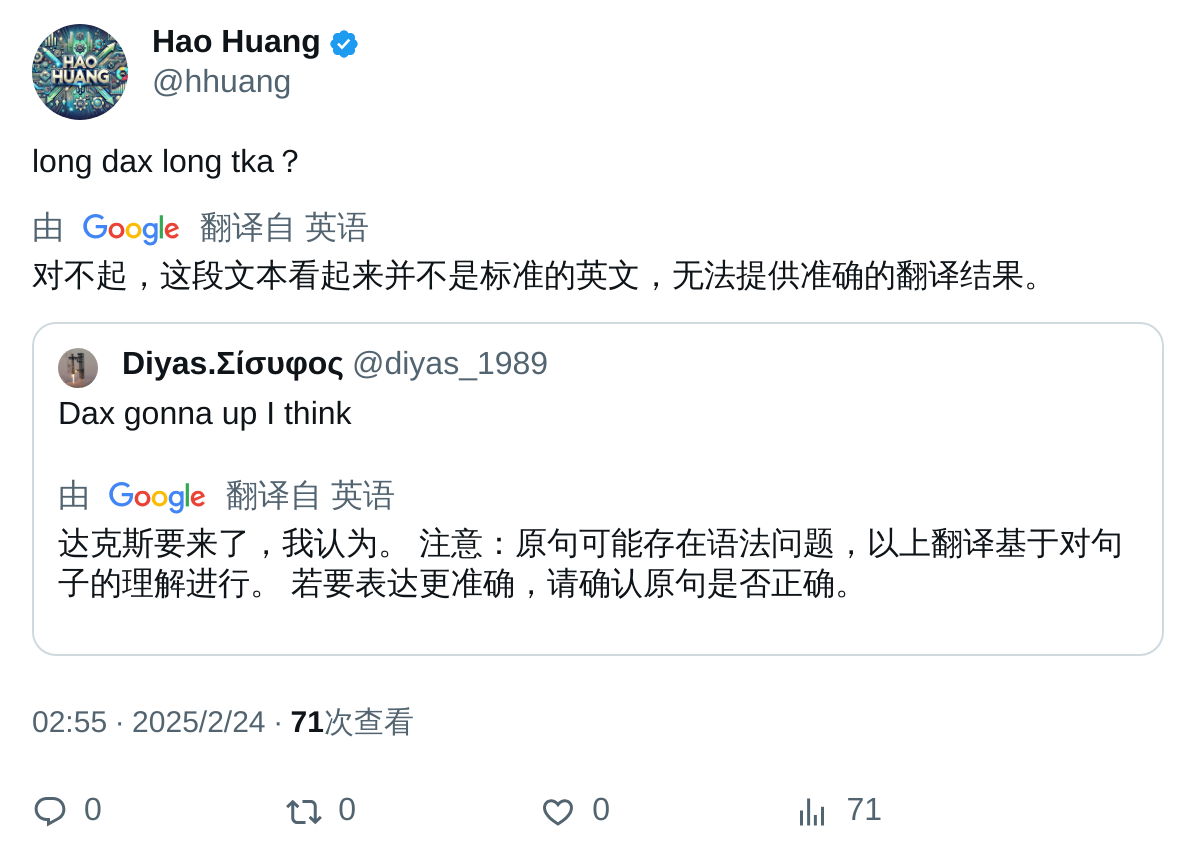 HAO
HUANG
Hao Huang
@hhuang
long dax long tka？
由 Google 翻译自 英语
对不起，这段文本看起来并不是标准的英文，无法提供准确的翻译结果。
Diyas.Σίσυφος @diyas_1989
Dax gonna up I think
由 Google 翻译自 英语
达克斯要来了，我认为。 注意：原句可能存在语法问题，以上翻译基于对句
子的理解进行。 若要表达更准确，请确认原句是否正确。
02:55 · 2025/2/24 · 71次查看
0 0 0 71